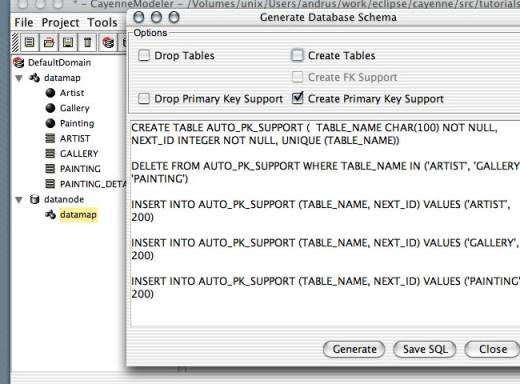 * – CayenneModeler – /Volumes/unix/Users/andrus/work/eclipse/cayenne/src/tutorials
File Project Tools
Generate Database Schema
Options
Drop Tables
Create Tables
Create FK Support
Drop Primary Key Support
Create Primary Key Support
DefaultDomain
datamap
Artist
Gallery
Painting
ARTIST
GALLERY
PAINTING
PAINTING_DETA
datanode
datamap
CREATE TABLE AUTO_PK_SUPPORT ( TABLE_NAME CHAR(100) NOT NULL,
NEXT_ID INTEGER NOT NULL, UNIQUE (TABLE_NAME))
DELETE FROM AUTO_PK_SUPPORT WHERE TABLE_NAME IN ('ARTIST', 'GALLERY
'PAINTING')
INSERT INTO AUTO_PK_SUPPORT (TABLE_NAME, NEXT_ID) VALUES ('ARTIST',
200)
INSERT INTO AUTO_PK_SUPPORT (TABLE_NAME, NEXT_ID) VALUES ('GALLERY',
200)
INSERT INTO AUTO_PK_SUPPORT (TABLE_NAME, NEXT_ID) VALUES ('PAINTING'
200)
Generate
Save SQL
Close